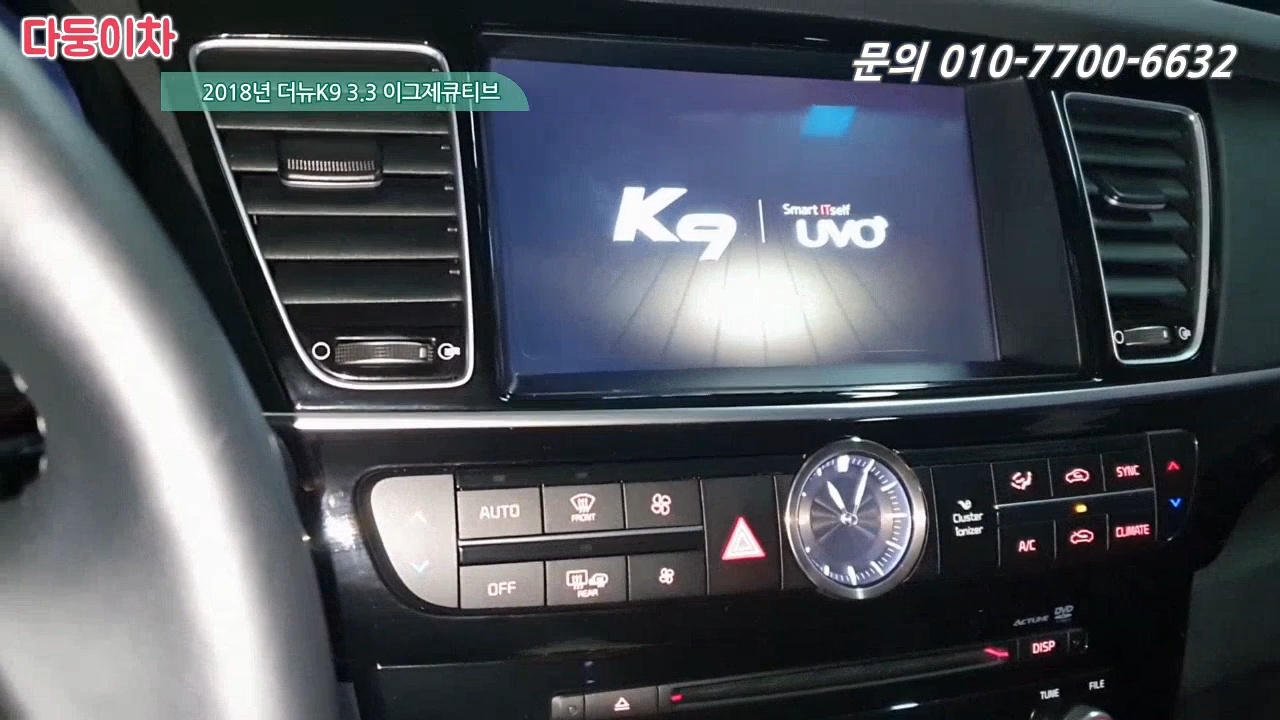 다둥이차
문의 010-7700-6632
2018년 더뉴K9 3.3 이그제큐티브
K9
Smart ITself
UVO
AUTO
FRONT
SYNC
Cluster
Ionizer
A/C
CLIMATE
OFF
REAR
DVD
DISP
TUNE
FILE